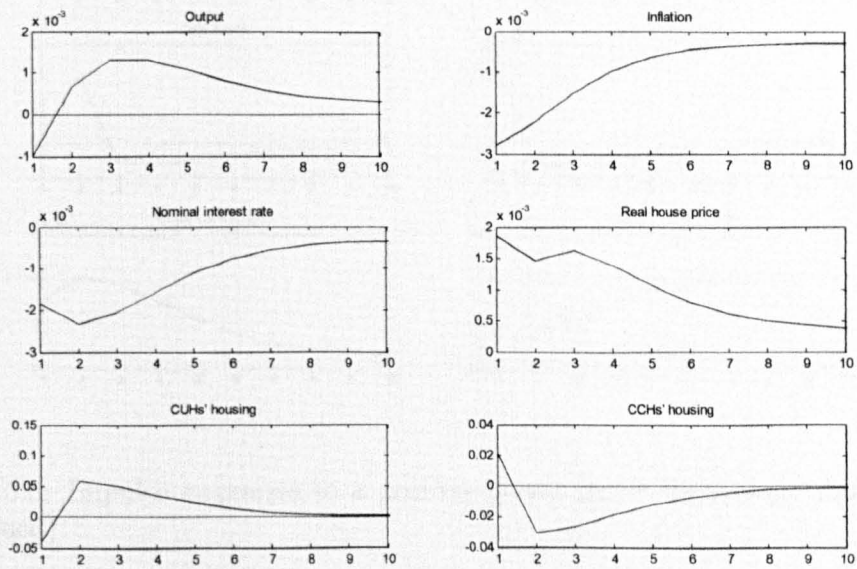 Output
x 10⁻³
2
1
0
-1
1 2 3 4 5 6 7 8 9 10
Inflation
x 10⁻³
0
-1
-2
-3
1 2 3 4 5 6 7 8 9 10
Nominal interest rate
x 10⁻³
0
-1
-2
-3
1 2 3 4 5 6 7 8 9 10
Real house price
x 10⁻³
2
1.5
1
0.5
0
1 2 3 4 5 6 7 8 9 10
CUHs' housing
0.15
0.1
0.05
0
-0.05
1 2 3 4 5 6 7 8 9 10
CCHs' housing
0.04
0.02
0
-0.02
-0.04
1 2 3 4 5 6 7 8 9 10